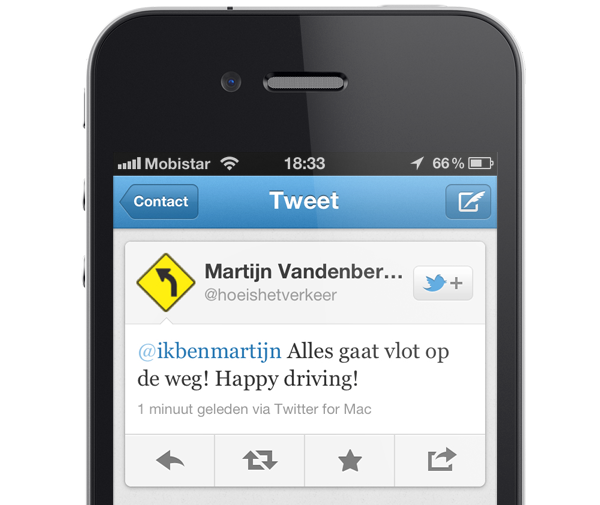 Mobistar 18:33 66%
Contact Tweet
Martijn Vandenber...
@hoeishetverkeer
+
@ikbenmartijn Alles gaat vlot op
de weg! Happy driving!
1 minuut geleden via Twitter for Mac